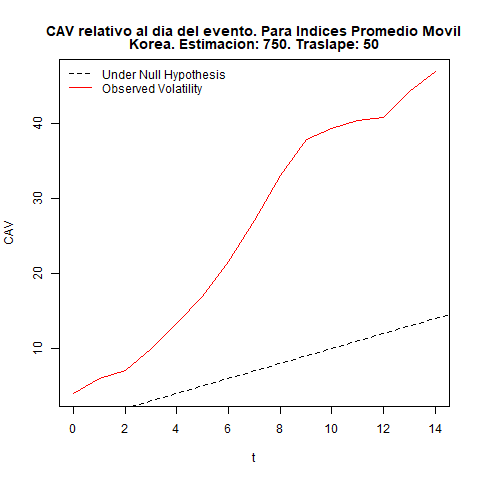 CAV relativo al dia del evento. Para Indices Promedio Movil
Korea. Estimacion: 750. Traslape: 50
Under Null Hypothesis
Observed Volatility
40
30
20
10
CAV
0 2 4 6 8 10 12 14
t